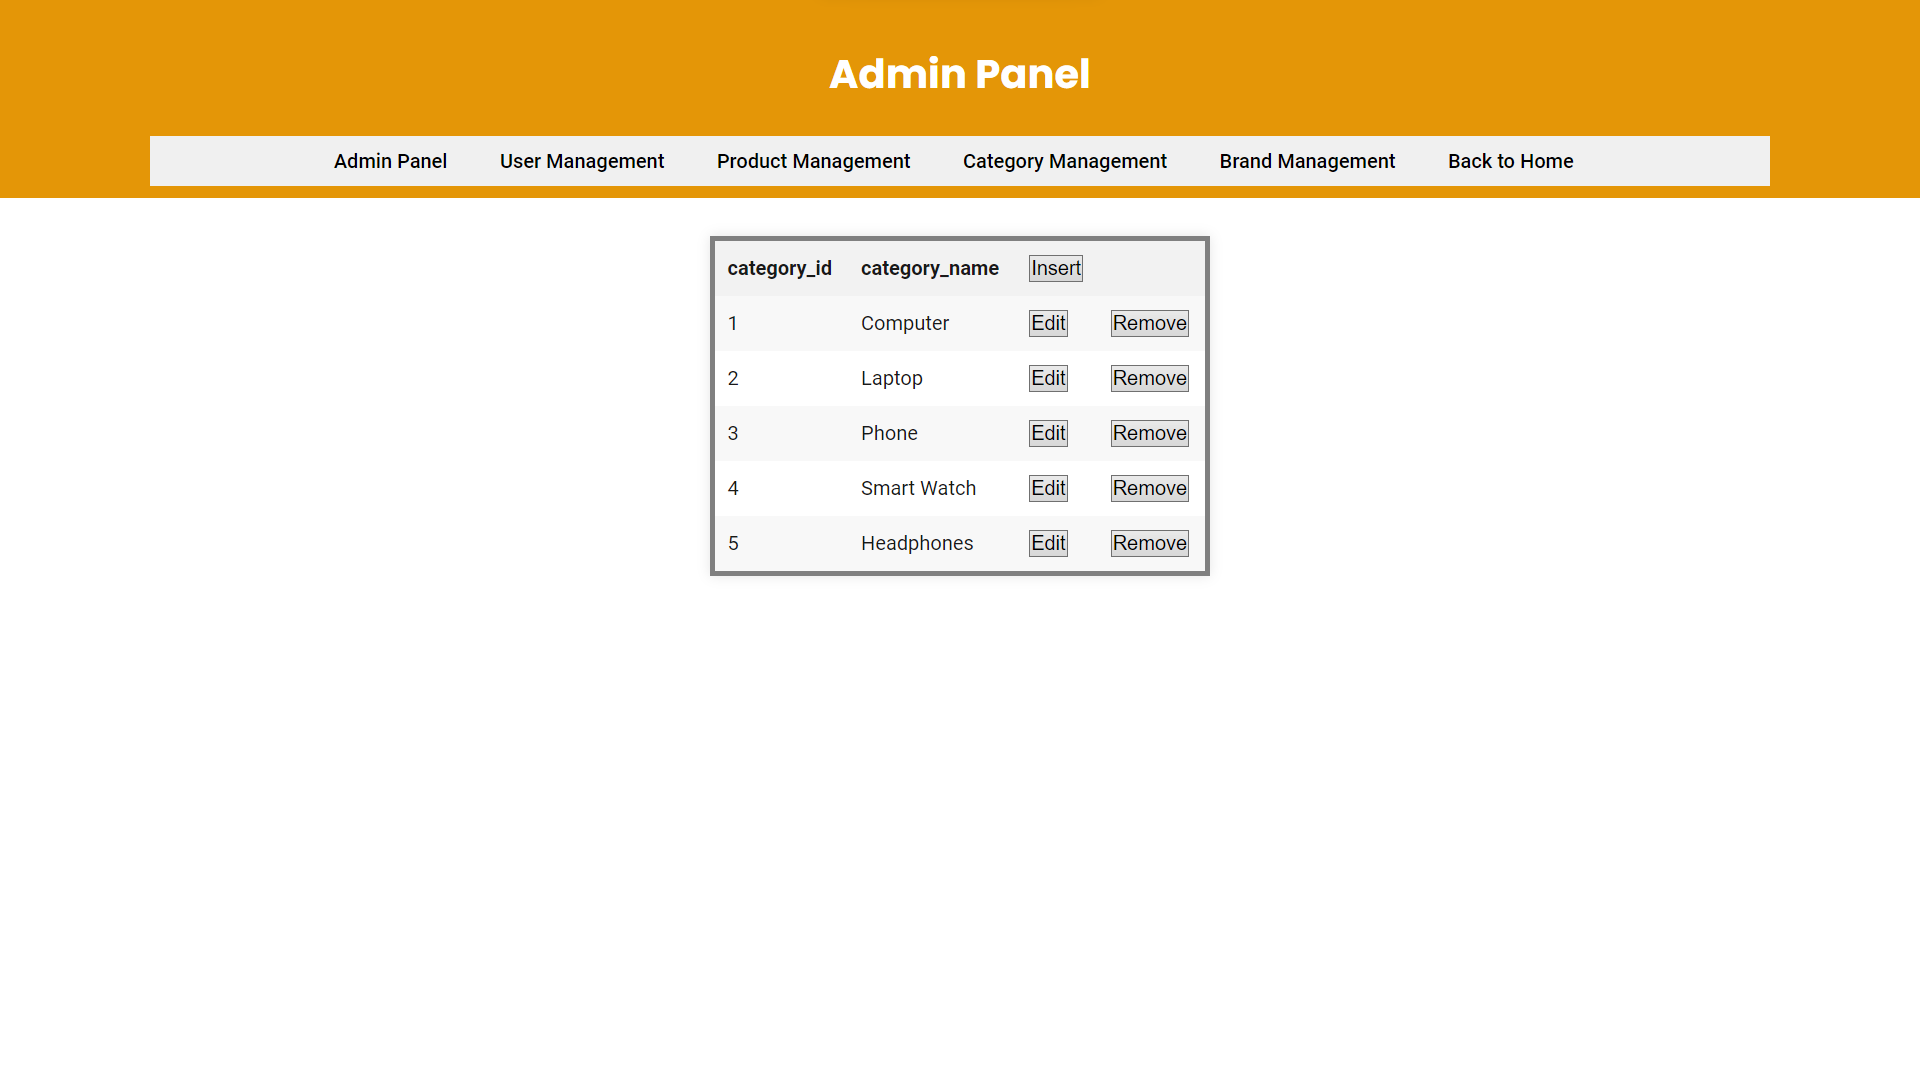 Admin Panel
Admin Panel User Management Product Management Category Management Brand Management Back to Home
category_id category_name Insert
1 Computer Edit Remove
2 Laptop Edit Remove
3 Phone Edit Remove
4 Smart Watch Edit Remove
5 Headphones Edit Remove